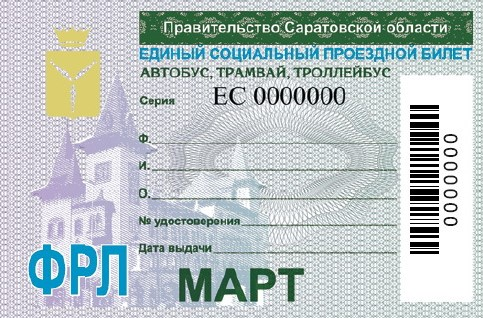 Правительство Саратовской области
ЕДИНЫЙ СОЦИАЛЬНЫЙ ПРОЕЗДНОЙ БИЛЕТ
АВТОБУС, ТРАМВАЙ, ТРОЛЛЕЙБУС
Серия ЕС 0000000
Ф.
И.
О.
№ удостоверения
Дата выдачи
ФРЛ МАРТ
0000000